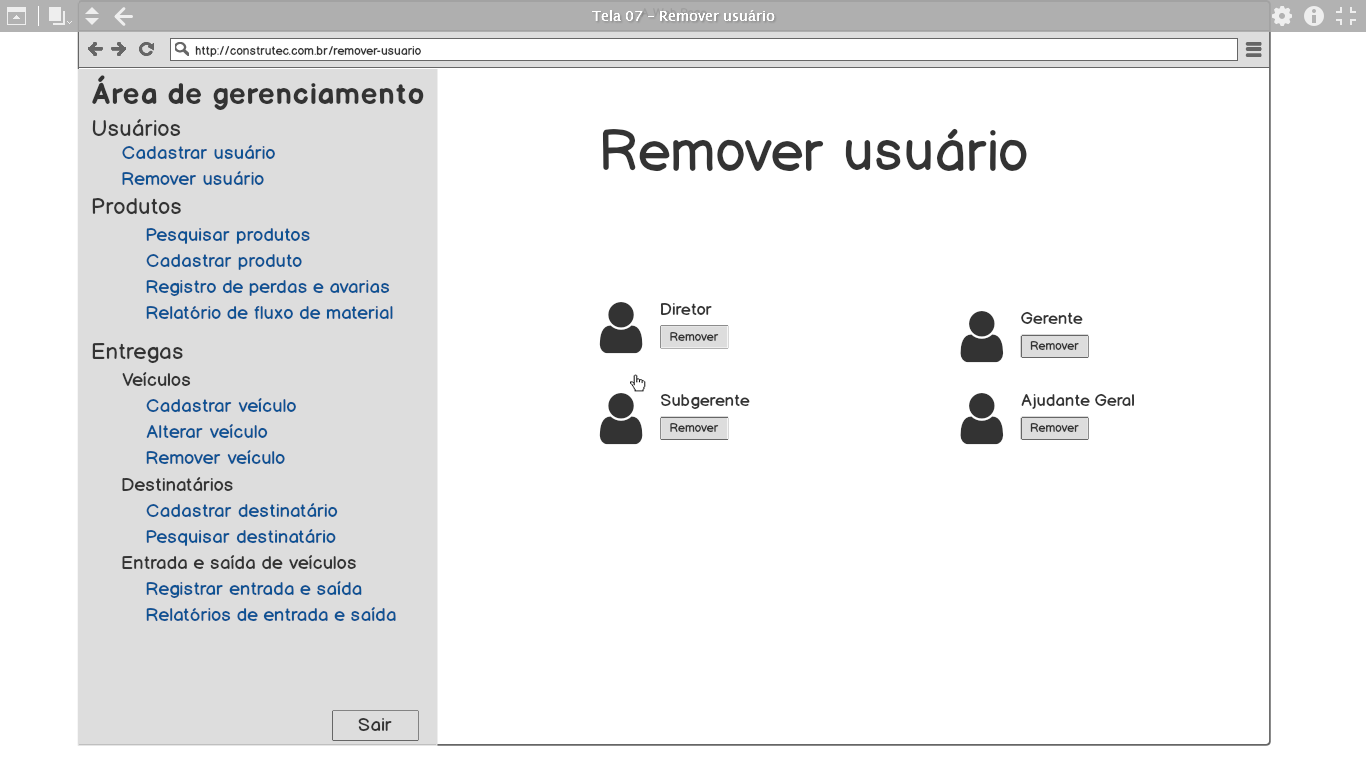 Tela 07 - Remover usuário
http://construtec.com.br/remover-usuario
Área de gerenciamento
Usuários
Cadastrar usuário
Remover usuário
Produtos
Pesquisar produtos
Cadastrar produto
Registro de perdas e avarias
Relatório de fluxo de material
Entregas
Veículos
Cadastrar veículo
Alterar veículo
Remover veículo
Destinatários
Cadastrar destinatário
Pesquisar destinatário
Entrada e saída de veículos
Registrar entrada e saída
Relatórios de entrada e saída
Sair
Remover usuário
Diretor
Remover
Gerente
Remover
Subgerente
Remover
Ajudante Geral
Remover